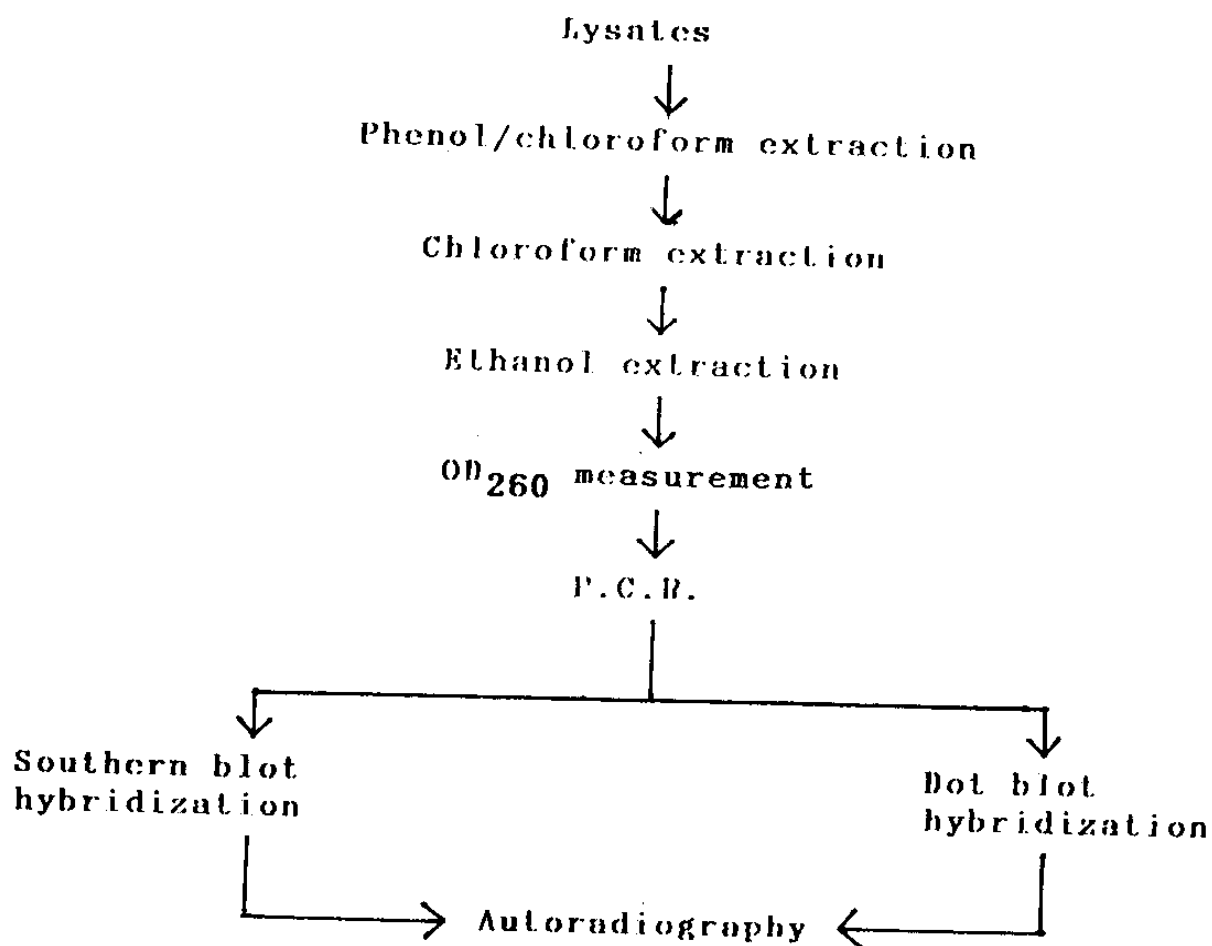 Lysates
Phenol/chloroform extraction
Chloroform extraction
Ethanol extraction
OD260 measurement
P.C.R.
Southern blot
hybridization
Dot blot
hybridization
Autoradiography